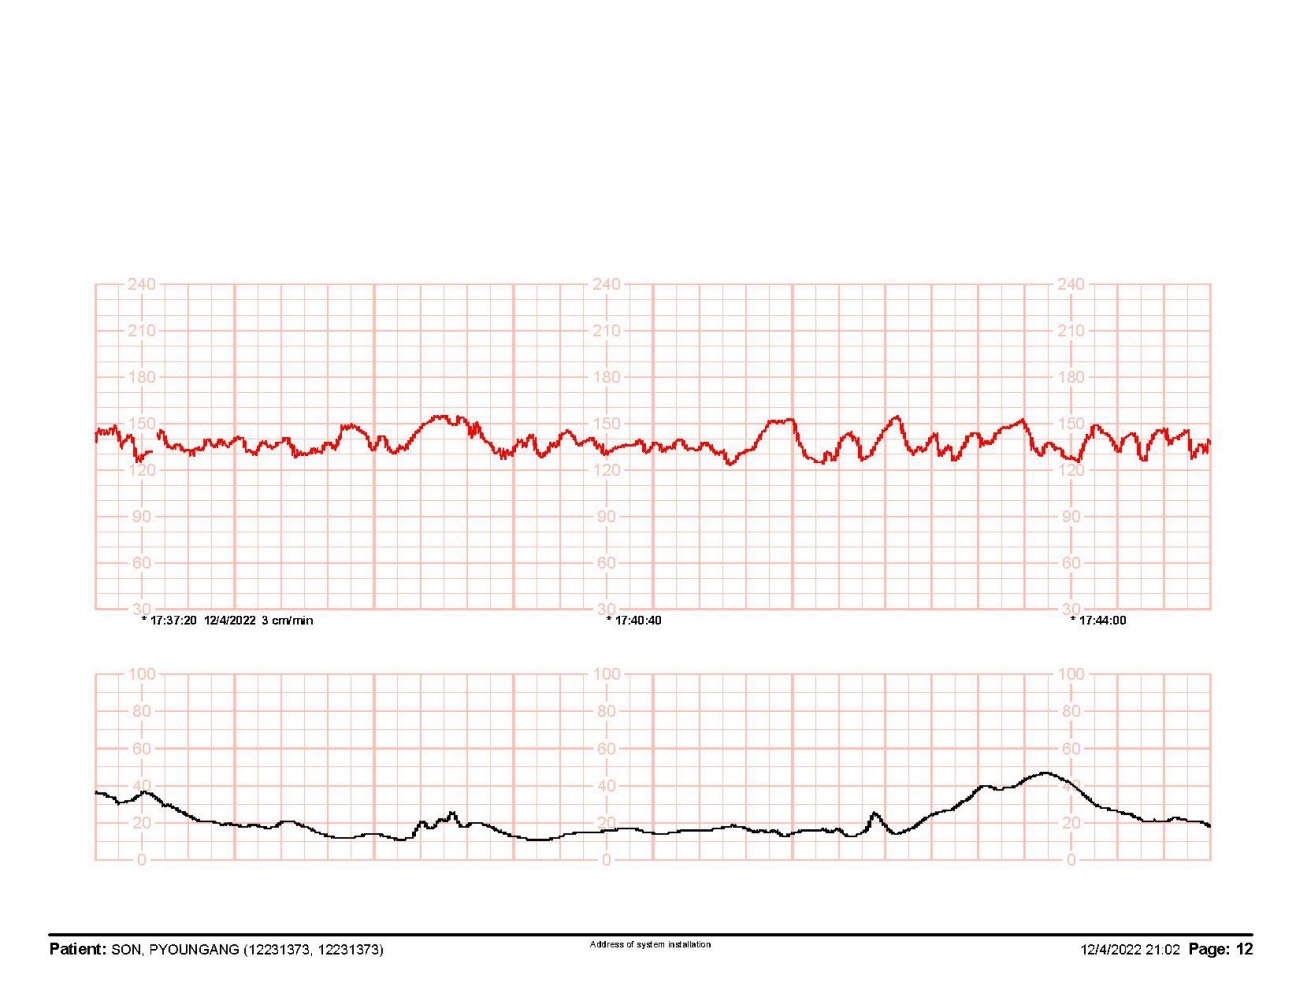 240 240 240
210 210 210
180 180 180
150 150 150
120 120 120
90 90 90
60 60 60
30 30 30
* 17:37:20 12/4/2022 3 cm/min * 17:40:40 * 17:44:00
100 100 100
80 80 80
60 60 60
40 40 40
20 20 20
0 0 0
Patient: SON, PYOUNGANG (12231373, 12231373) Address of system installation 12/4/2022 21:02 Page: 12